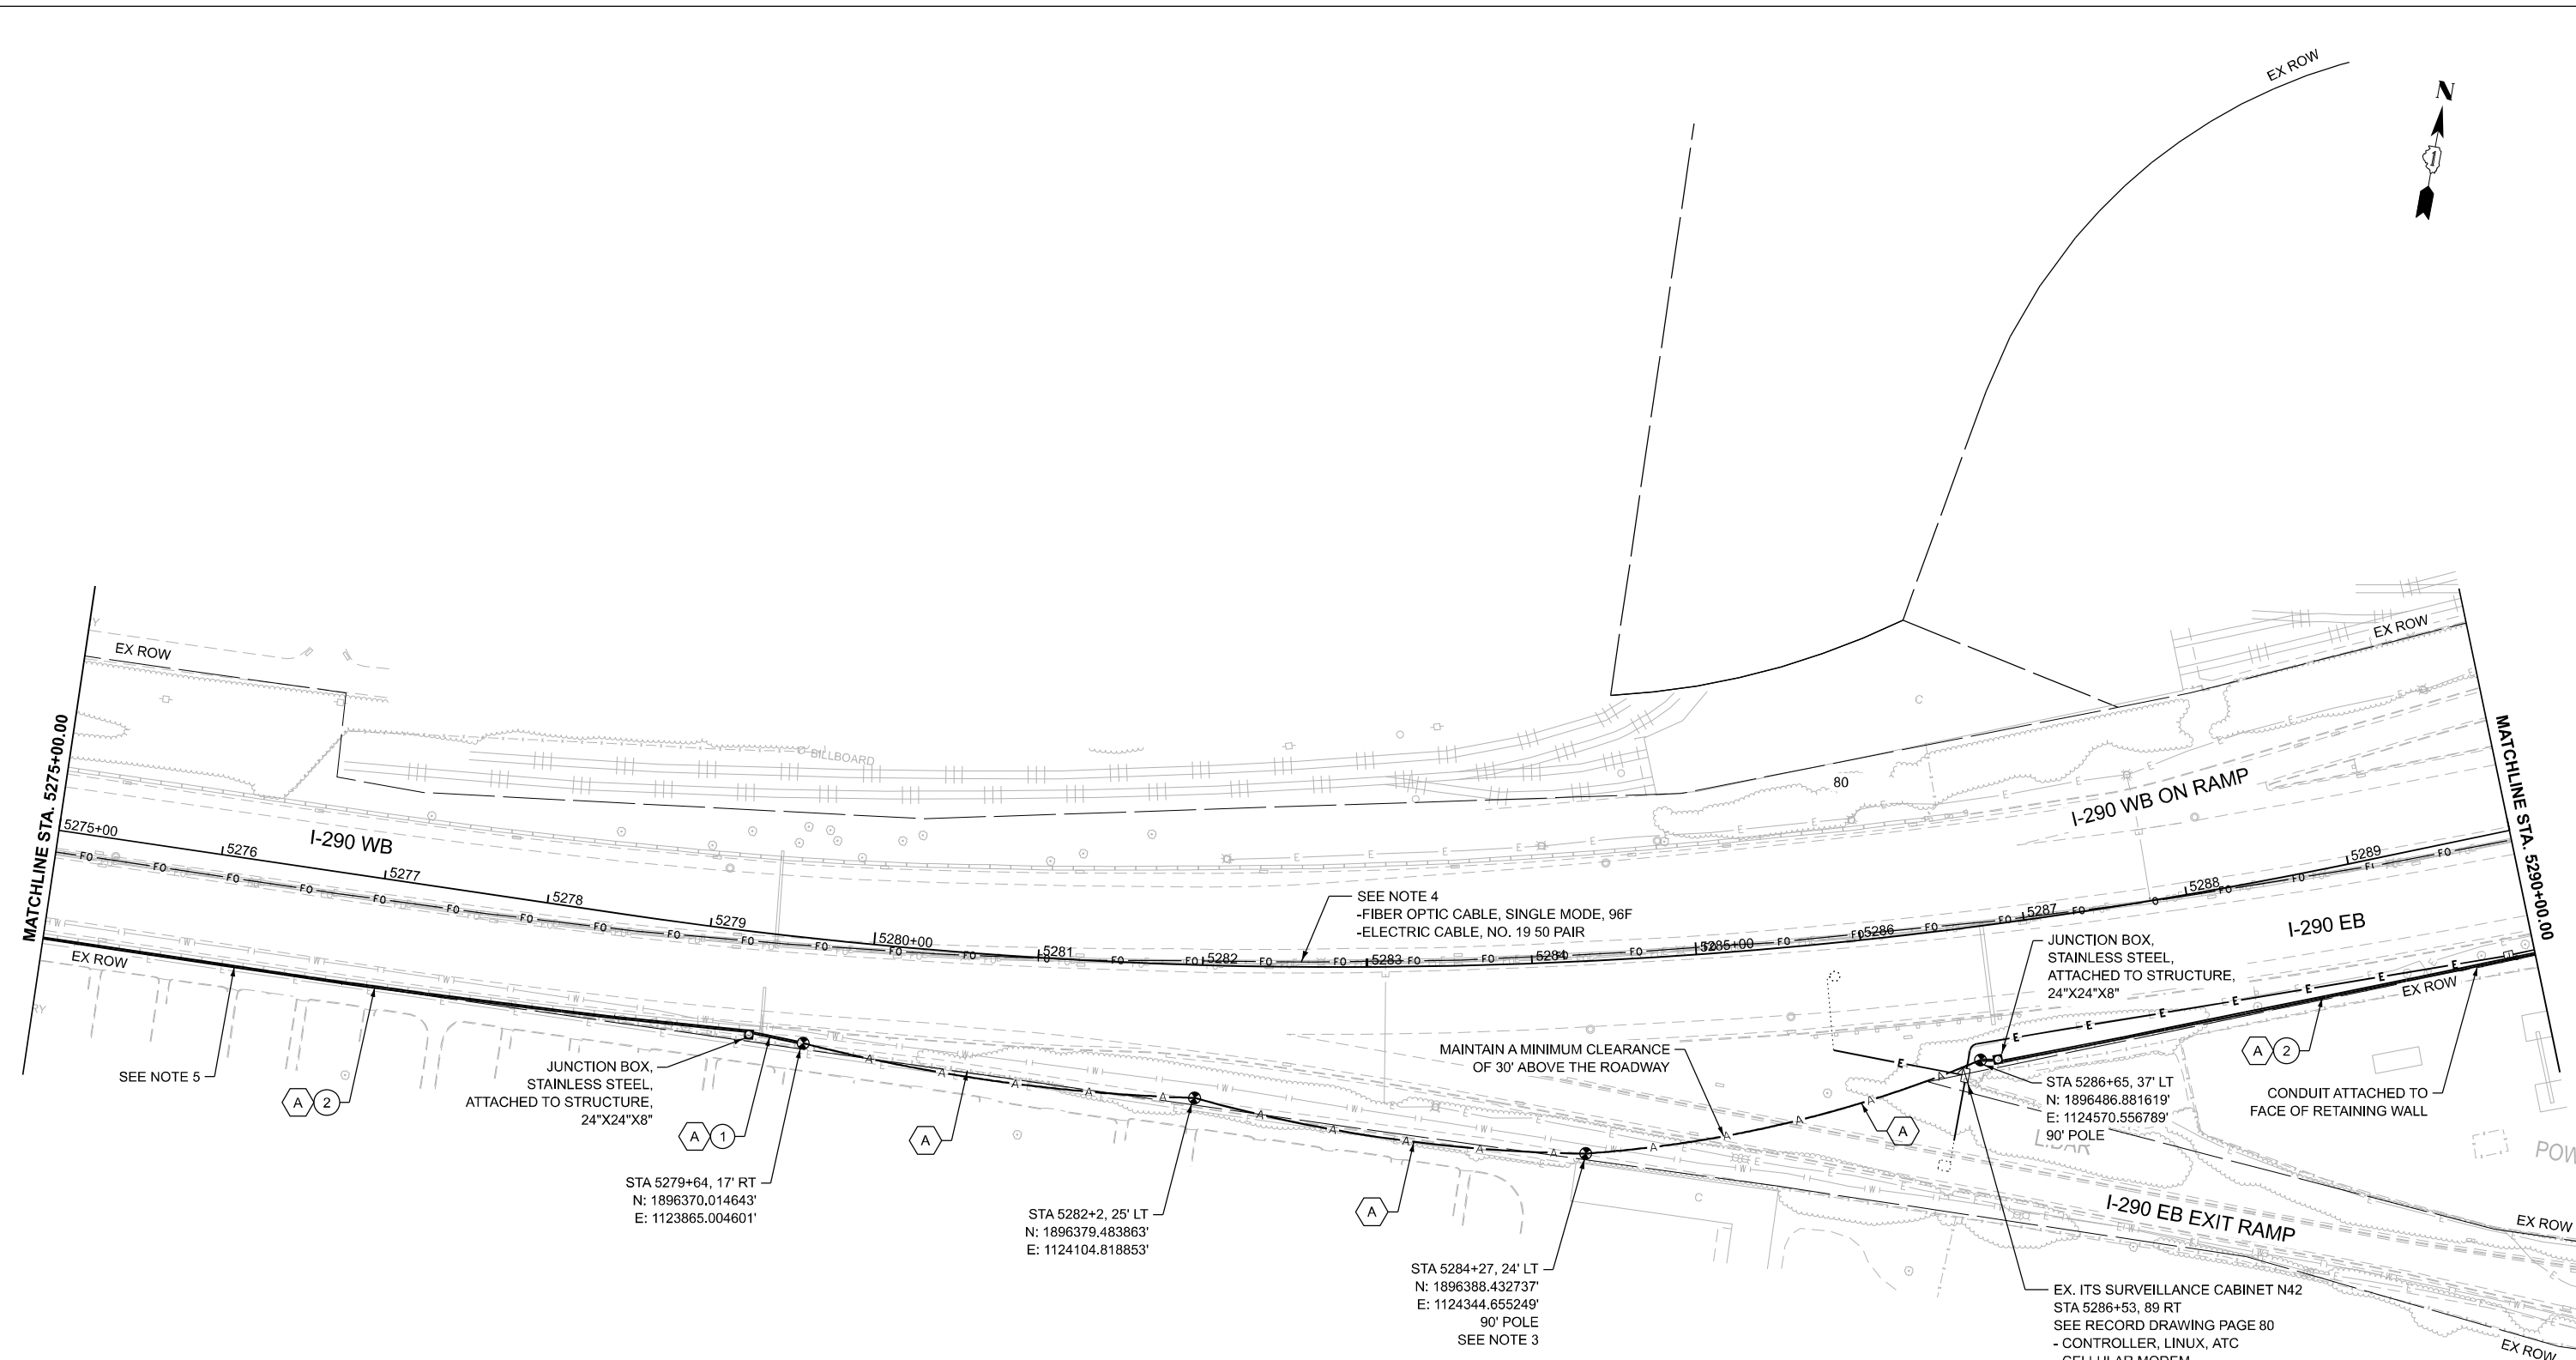 EX ROW
N
1
EX ROW
EX ROW
MATCHLINE STA. 5275+00.00
MATCHLINE STA. 5290+00.00
BILLBOARD
C
80
I-290 WB ON RAMP
5275+00
5276
I-290 WB
5277
5278
5279
5280+00
5281
5282
5283
5284
5285+00
5286
5287
5288
5289
SEE NOTE 4
-FIBER OPTIC CABLE, SINGLE MODE, 96F
-ELECTRIC CABLE, NO. 19 50 PAIR
I-290 EB
EX ROW
EX ROW
JUNCTION BOX,
STAINLESS STEEL,
ATTACHED TO STRUCTURE,
24"X24"X8"
SEE NOTE 5
A 2
JUNCTION BOX,
STAINLESS STEEL,
ATTACHED TO STRUCTURE,
24"X24"X8"
A 1
A
MAINTAIN A MINIMUM CLEARANCE
OF 30' ABOVE THE ROADWAY
A
A 2
STA 5286+65, 37' LT
N: 1896486.881619'
E: 1124570.556789'
90' POLE
CONDUIT ATTACHED TO
FACE OF RETAINING WALL
LIDAR
POW
STA 5279+64, 17' RT
N: 1896370.014643'
E: 1123865.004601'
STA 5282+2, 25' LT
N: 1896379.483863'
E: 1124104.818853'
A
C
I-290 EB EXIT RAMP
EX ROW
STA 5284+27, 24' LT
N: 1896388.432737'
E: 1124344.655249'
90' POLE
SEE NOTE 3
EX. ITS SURVEILLANCE CABINET N42
STA 5286+53, 89 RT
SEE RECORD DRAWING PAGE 80
- CONTROLLER, LINUX, ATC
- CELLULAR MODEM
EX ROW